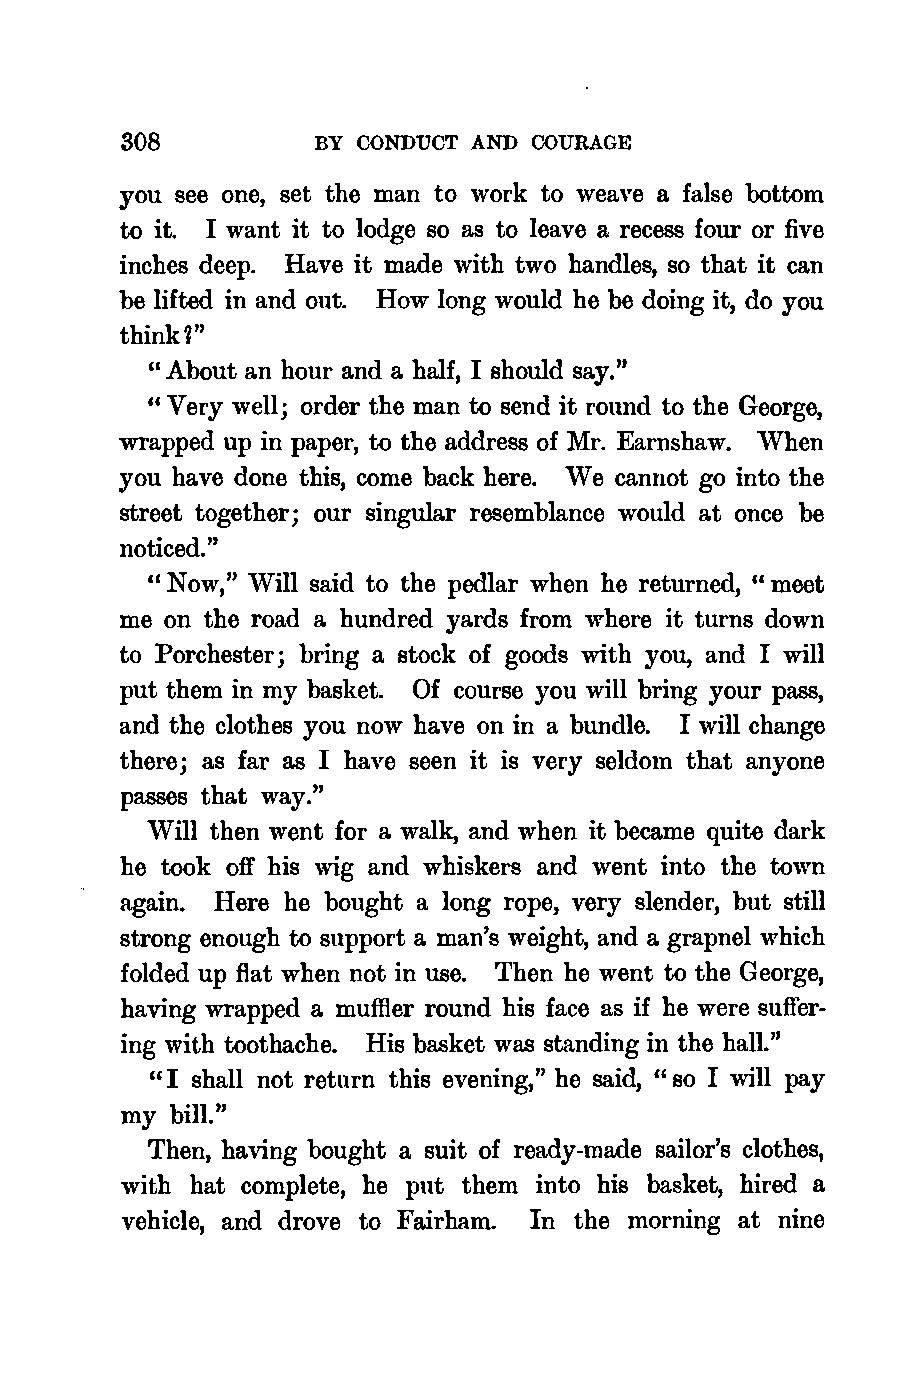 308 BY CONDUCT AND COURAGE
you see one, set the man to work to weave a false bottom
to it. I want it to lodge so as to leave a recess four or five
inches deep. Have it made with two handles, so that it can
be lifted in and out. How long would he be doing it, do you
think?"
"About an hour and a half, I should say."
"Very well; order the man to send it round to the George,
wrapped up in paper, to the address of Mr. Earnshaw. When
you have done this, come back here. We cannot go into the
street together; our singular resemblance would at once be
noticed."
"Now," Will said to the pedlar when he returned, "meet
me on the road a hundred yards from where it turns down
to Porchester; bring a stock of goods with you, and I will
put them in my basket. Of course you will bring your pass,
and the clothes you now have on in a bundle. I will change
there; as far as I have seen it is very seldom that anyone
passes that way."
Will then went for a walk, and when it became quite dark
he took off his wig and whiskers and went into the town
again. Here he bought a long rope, very slender, but still
strong enough to support a man's weight, and a grapnel which
folded up flat when not in use. Then he went to the George,
having wrapped a muffler round his face as if he were suffer-
ing with toothache. His basket was standing in the hall."
"I shall not return this evening," he said, "so I will pay
my bill."
Then, having bought a suit of ready-made sailor's clothes,
with hat complete, he put them into his basket, hired a
vehicle, and drove to Fairham. In the morning at nine